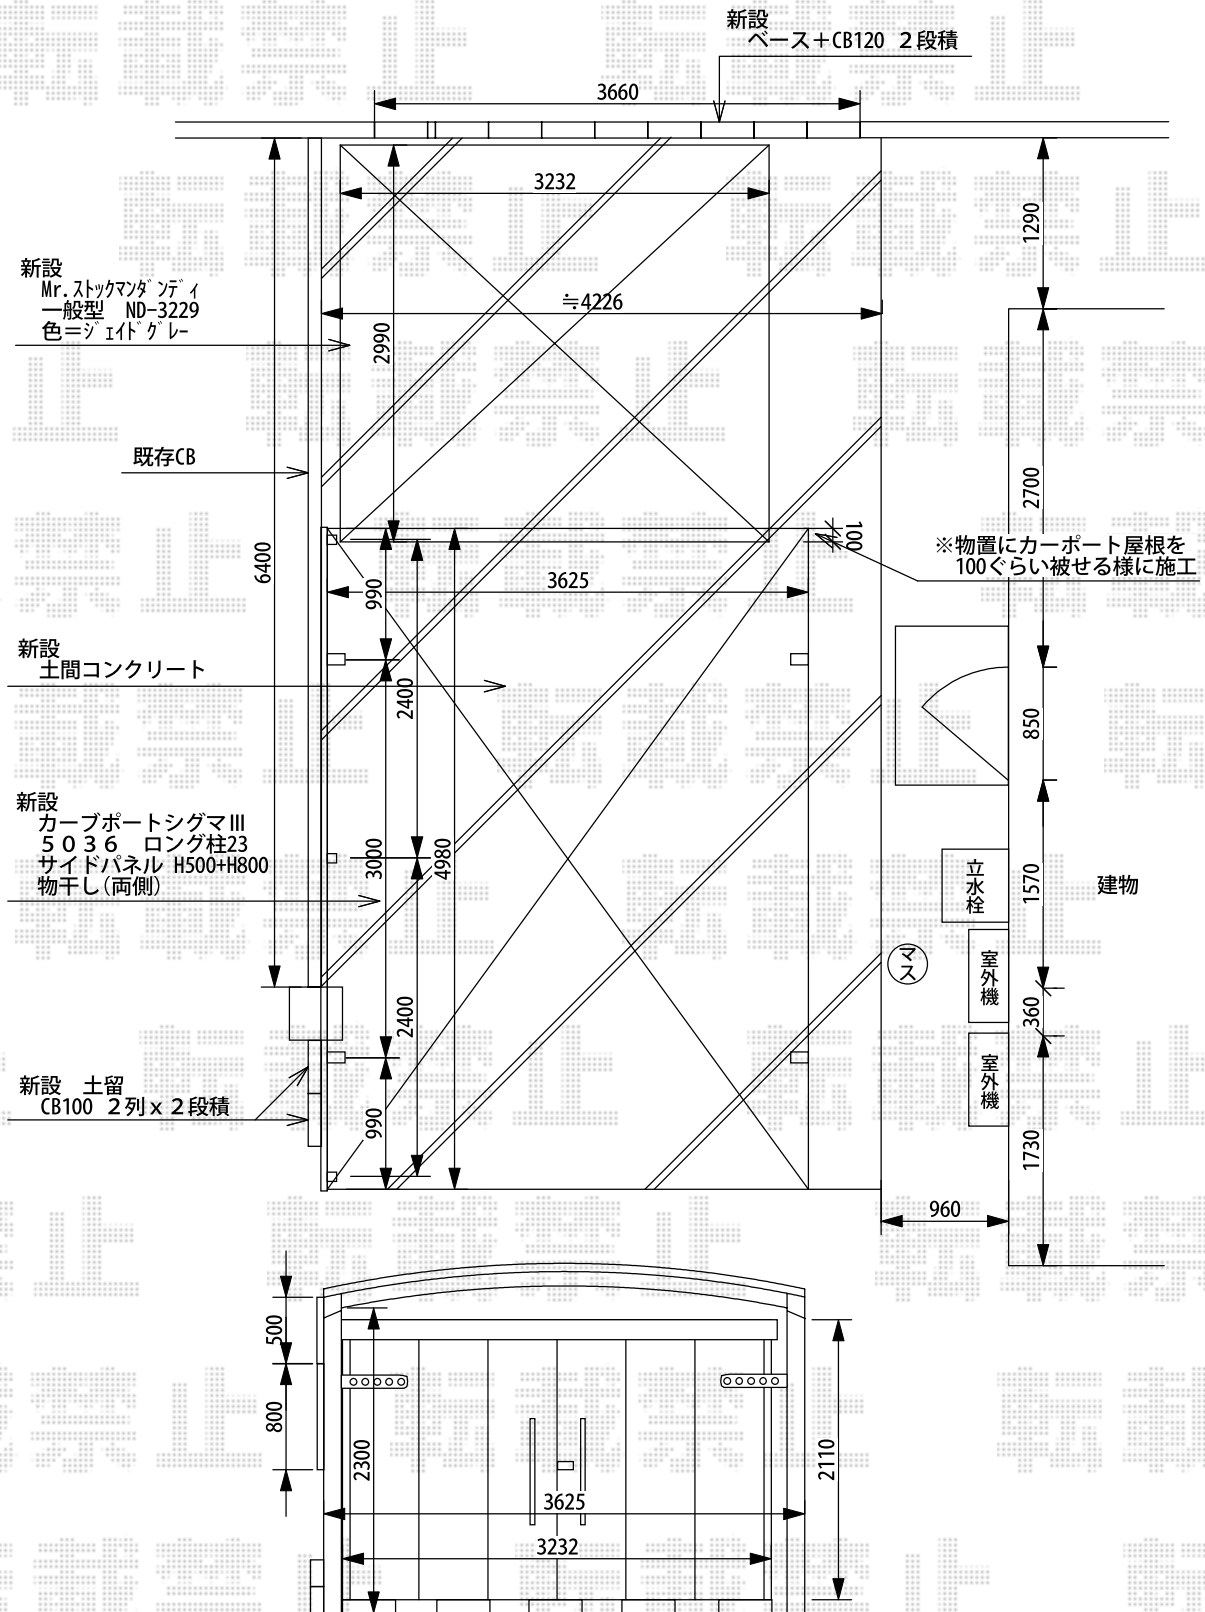 新設
ベース＋CB120 ２段積
3660
3232
1290
新設
Mr.ストックマンダンディ
一般型 ND-3229
色＝ジェイドグレー
≒4226
2990
既存CB
2700
6400
100
※物置にカーポート屋根を
100ぐらい被せる様に施工
990
3625
新設
土間コンクリート
2400
850
新設
カーブポートシグマⅢ
５０３６ ロング柱23
サイドパネル H500+H800
物干し(両側)
3000
4980
立水栓
1570
建物
マス
室外機
360
2400
室外機
新設 土留
CB100 ２列ｘ２段積
990
1730
960
500
800
2300
2110
3625
3232
転載禁止